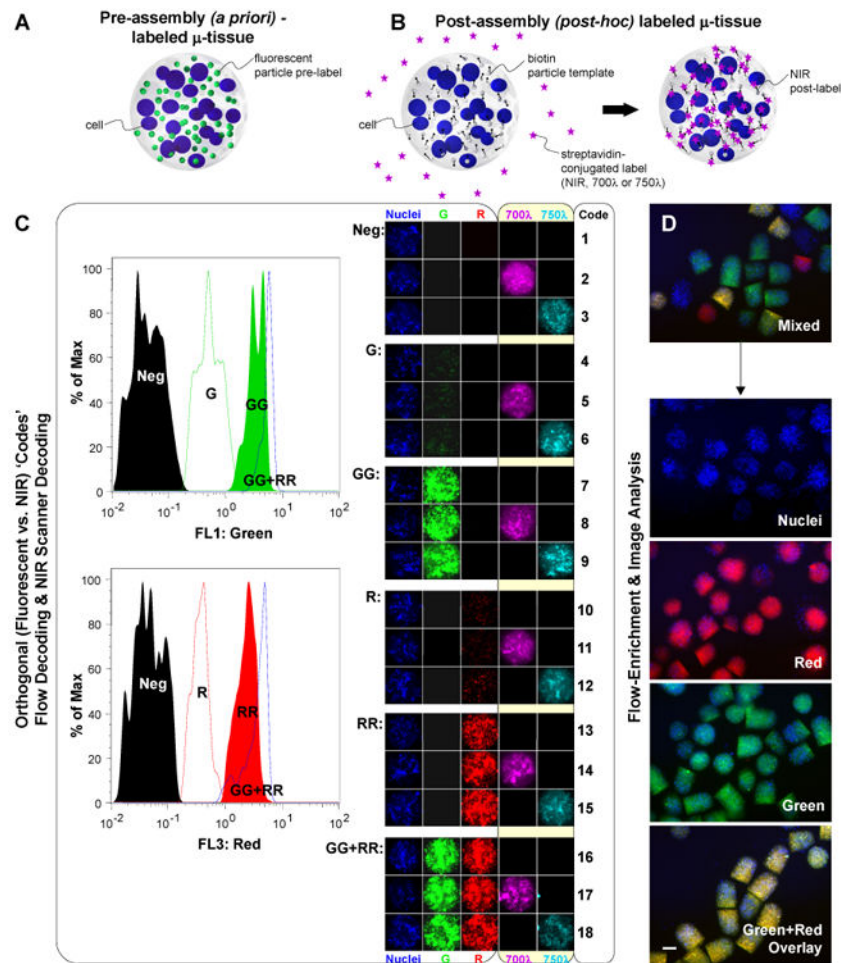 A
Pre-assembly (a priori) -
labeled μ-tissue
fluorescent
particle pre-label
cell
B
Post-assembly (post-hoc) labeled μ-tissue
biotin
particle template
cell
streptavidin-
conjugated label
(NIR, 700λ or 750λ)
NIR
post-label
C
Orthogonal (Fluorescent vs. NIR) ‘Codes’
Flow Decoding & NIR Scanner Decoding
% of Max
100
80
60
40
20
0
Neg
G
GG
GG+RR
10-2 10-1 100 101 102
FL1: Green
% of Max
100
80
60
40
20
0
Neg
R
RR
GG+RR
10-2 10-1 100 101 102
FL3: Red
Nuclei G R 700λ 750λ Code
Neg: 1
2
3
G: 4
5
6
GG: 7
8
9
R: 10
11
12
RR: 13
14
15
GG+RR: 16
17
18
Nuclei G R 700λ 750λ
D
Flow-Enrichment & Image Analysis
Mixed
Nuclei
Red
Green
Green+Red
Overlay